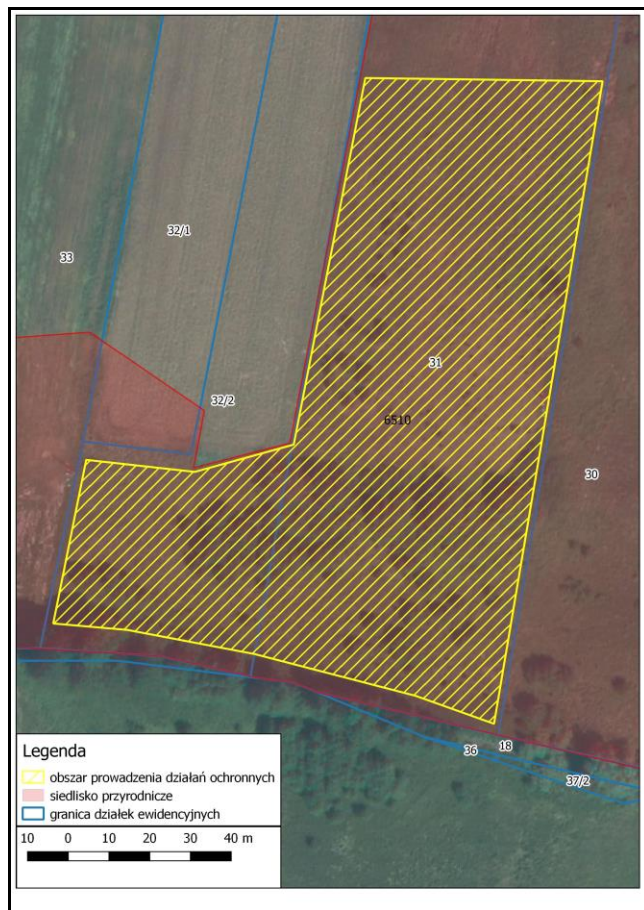 32/1
33
31
32/2
6510
30
18
36
37/2
Legenda
obszar prowadzenia działań ochronnych
siedlisko przyrodnicze
granica działek ewidencyjnych
10 0 10 20 30 40 m